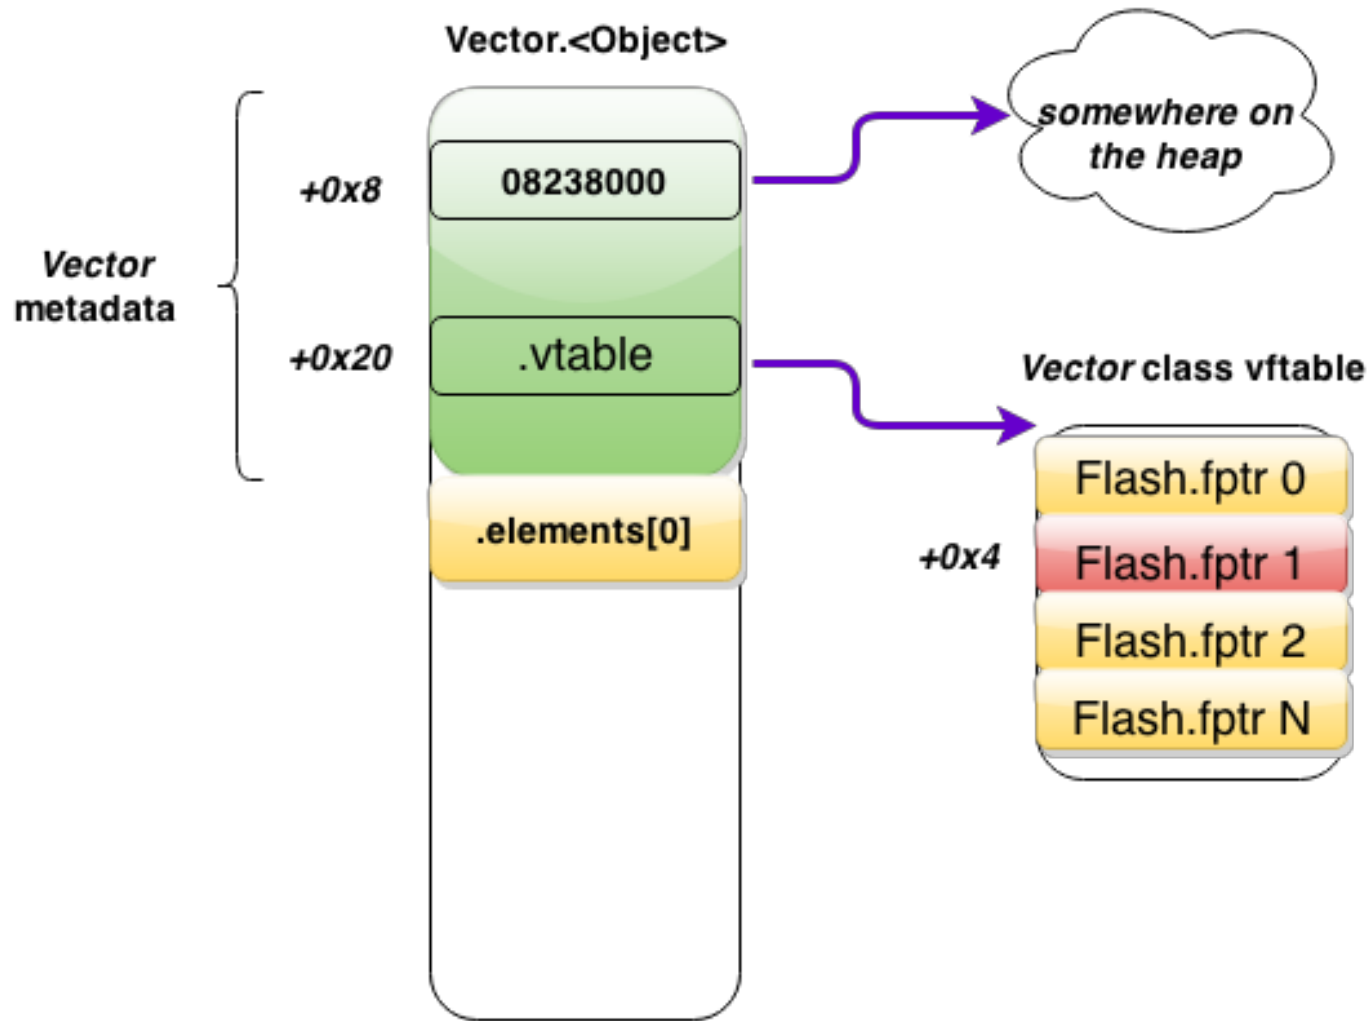 Vector.<Object>
somewhere on
the heap
+0x8
08238000
Vector
metadata
+0x20
.vtable
Vector class vftable
Flash.fptr 0
.elements[0]
+0x4
Flash.fptr 1
Flash.fptr 2
Flash.fptr N